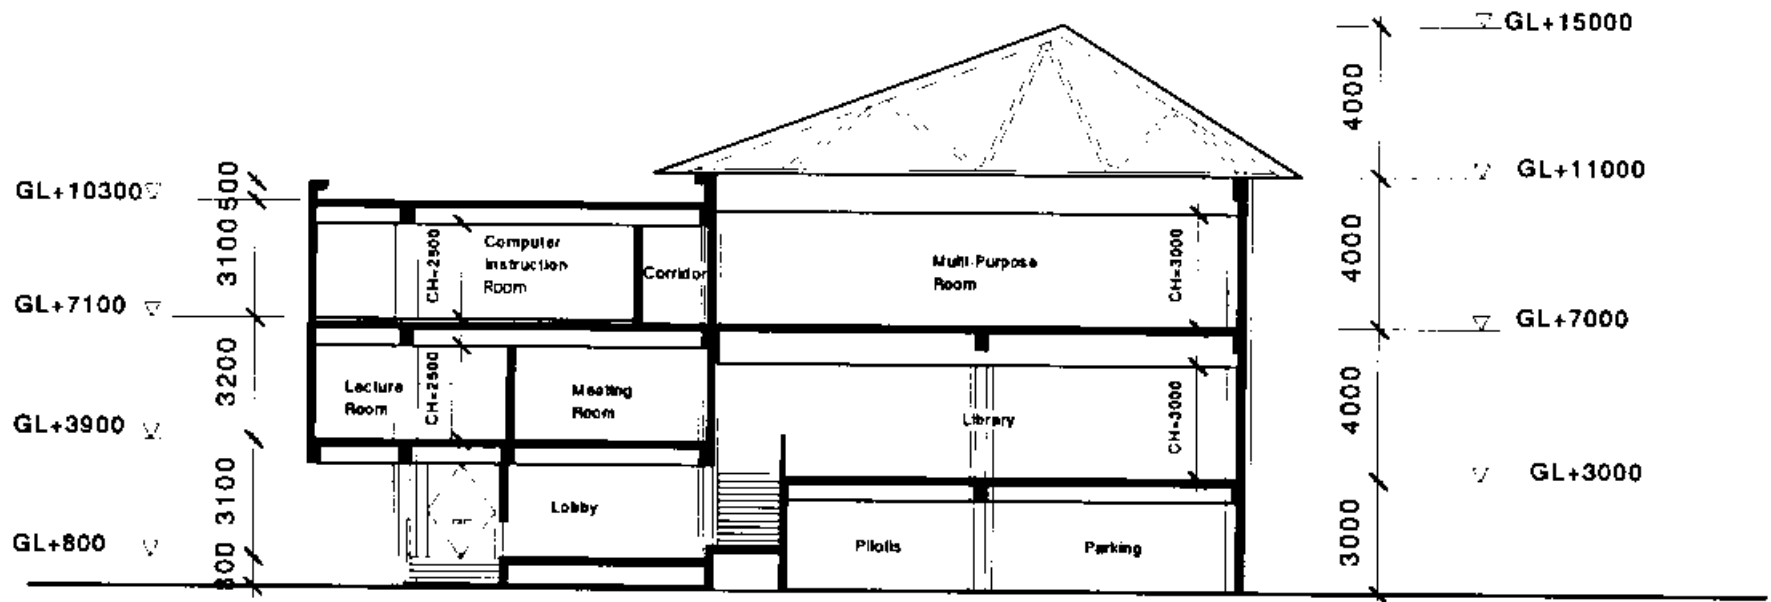 GL+15000
4000
GL+11000
GL+10300
500
3100
CH=2500
Computer
Instruction
Room
Corridor
Multi-Purpose
Room
CH=3000
4000
GL+7100
GL+7000
3200
Lecture
Room
CH=2500
Meeting
Room
Library
CH=3000
4000
GL+3900
GL+3000
3100
Lobby
Pilotis
Parking
3000
GL+800
800